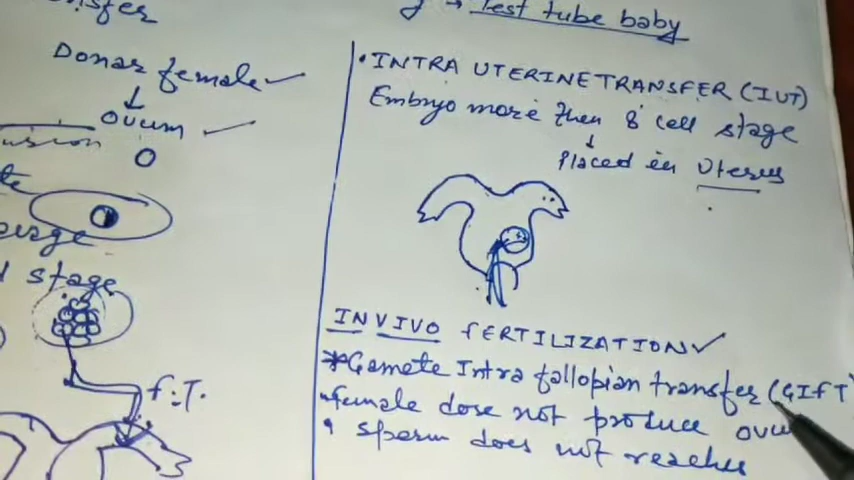 Test tube baby
Donar female
Ovum
stage
F.T.
• INTRA UTERINE TRANSFER (IUT)
Embryo more then 8 cell stage
Placed in Uterus
INVIVO FERTILIZATION
*Gamete Intra fallopian transfer (GIFT)
• female dose not produce
• sperm does not reaches